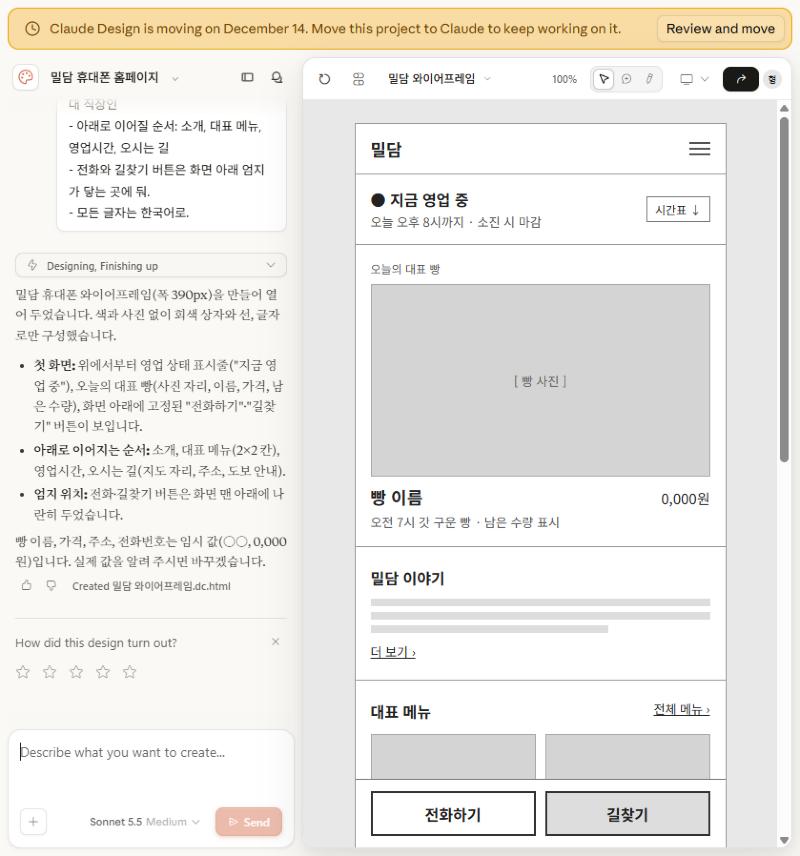 Claude Design is moving on December 14. Move this project to Claude to keep working on it.
Review and move
밀담 휴대폰 홈페이지
대 직장인
- 아래로 이어질 순서: 소개, 대표 메뉴,
영업시간, 오시는 길
- 전화와 길찾기 버튼은 화면 아래 엄지
가 닿는 곳에 둬.
- 모든 글자는 한국어로.
Designing, Finishing up
밀담 휴대폰 와이어프레임(폭 390px)을 만들어 열
어 두었습니다. 색과 사진 없이 회색 상자와 선, 글자
로만 구성했습니다.
• 첫 화면: 위에서부터 영업 상태 표시줄("지금 영
업 중"), 오늘의 대표 빵(사진 자리, 이름, 가격, 남
은 수량), 화면 아래에 고정된 "전화하기"·"길찾
기" 버튼이 보입니다.
• 아래로 이어지는 순서: 소개, 대표 메뉴(2×2 칸),
영업시간, 오시는 길(지도 자리, 주소, 도보 안내).
• 엄지 위치: 전화·길찾기 버튼은 화면 맨 아래에 나
란히 두었습니다.
빵 이름, 가격, 주소, 전화번호는 임시 값(○○, 0,000
원)입니다. 실제 값을 알려 주시면 바꾸겠습니다.
Created 밀담 와이어프레임.dc.html
How did this design turn out?
Describe what you want to create...
Sonnet 5.5 Medium
Send
밀담 와이어프레임
100%
형
밀담
● 지금 영업 중
오늘 오후 8시까지 · 소진 시 마감
시간표 ↓
오늘의 대표 빵
[ 빵 사진 ]
빵 이름
0,000원
오전 7시 갓 구운 빵 · 남은 수량 표시
밀담 이야기
더 보기 ›
대표 메뉴
전체 메뉴 ›
전화하기
길찾기